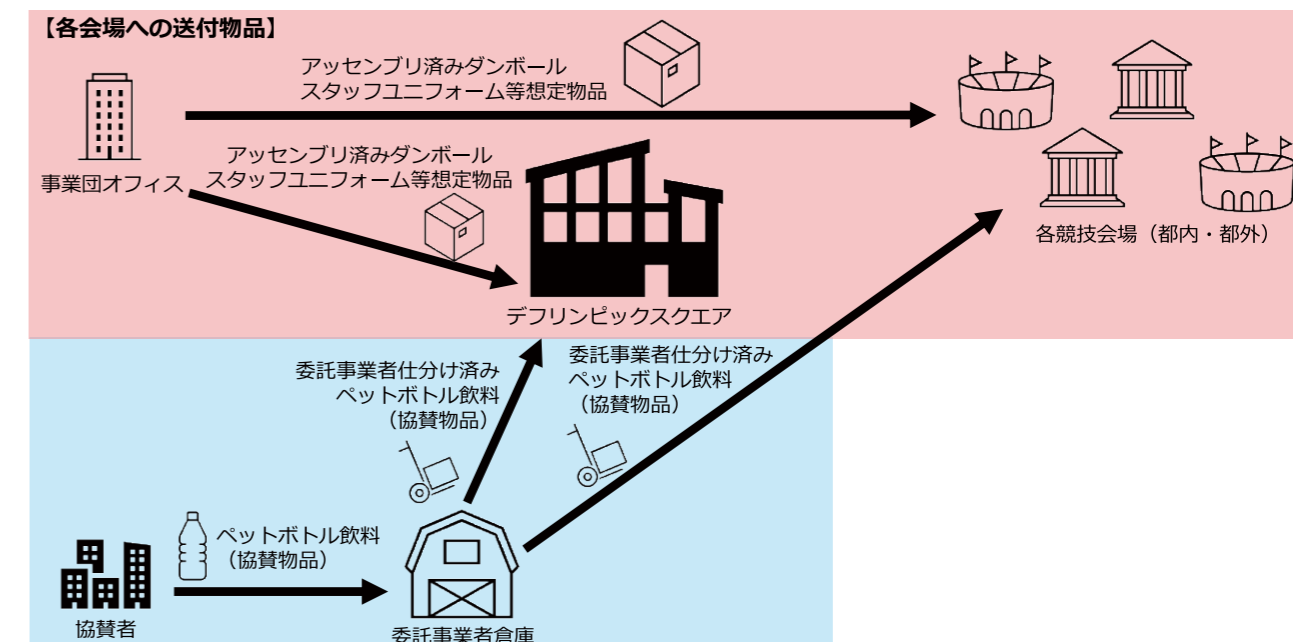 【各会場への送付物品】
アッセンブリ済みダンボール
スタッフユニフォーム等想定物品
アッセンブリ済みダンボール
スタッフユニフォーム等想定物品
事業団オフィス
各競技会場（都内・都外）
デフリンピックスクエア
委託事業者仕分け済み
ペットボトル飲料
（協賛物品）
委託事業者仕分け済み
ペットボトル飲料
（協賛物品）
ペットボトル飲料
（協賛物品）
協賛者
委託事業者倉庫